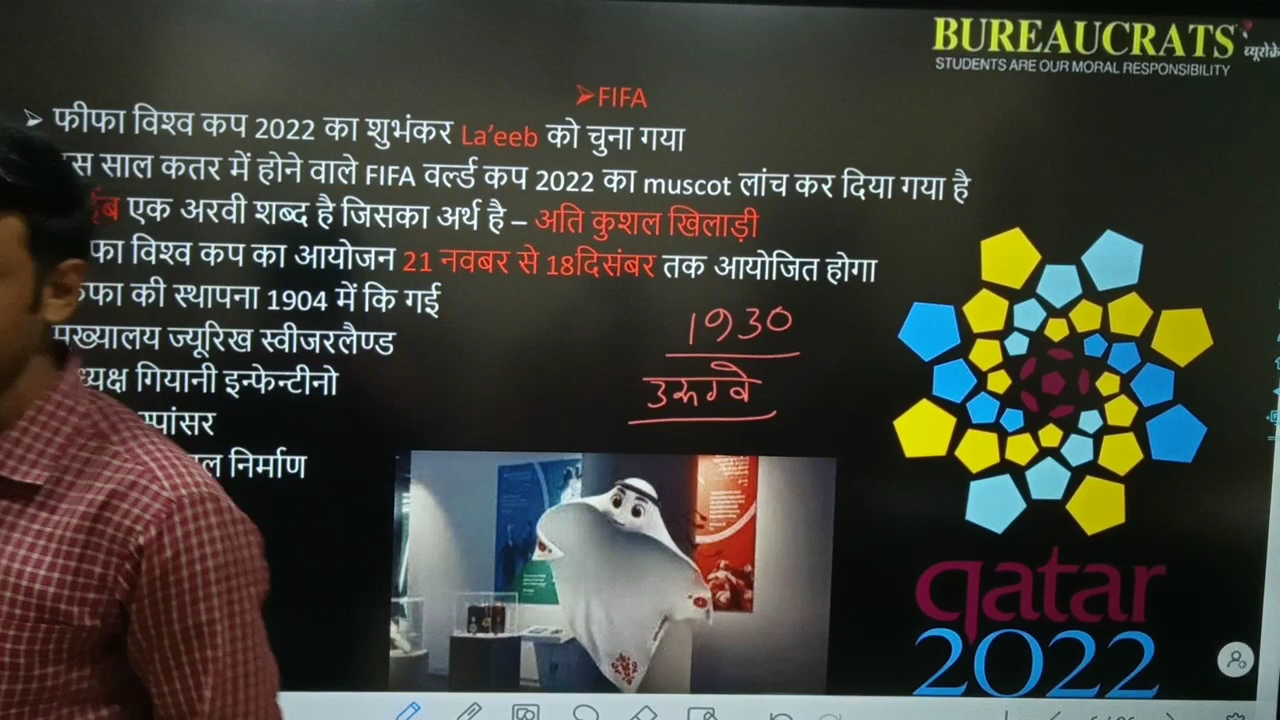 BUREAUCRATS
STUDENTS ARE OUR MORAL RESPONSIBILITY
➢FIFA
➢ फीफा विश्व कप 2022 का शुभंकर La'eeb को चुना गया
स साल कतर में होने वाले FIFA वर्ल्ड कप 2022 का muscot लांच कर दिया गया है
ईब एक अरवी शब्द है जिसका अर्थ है – अति कुशल खिलाड़ी
फा विश्व कप का आयोजन 21 नवबर से 18दिसंबर तक आयोजित होगा
फा की स्थापना 1904 में कि गई
मुख्यालय ज्यूरिख स्वीजरलैण्ड
ध्यक्ष गियानी इन्फेन्टीनो
स्पांसर
ल निर्माण
1930
उरुग्वे
qatar
2022